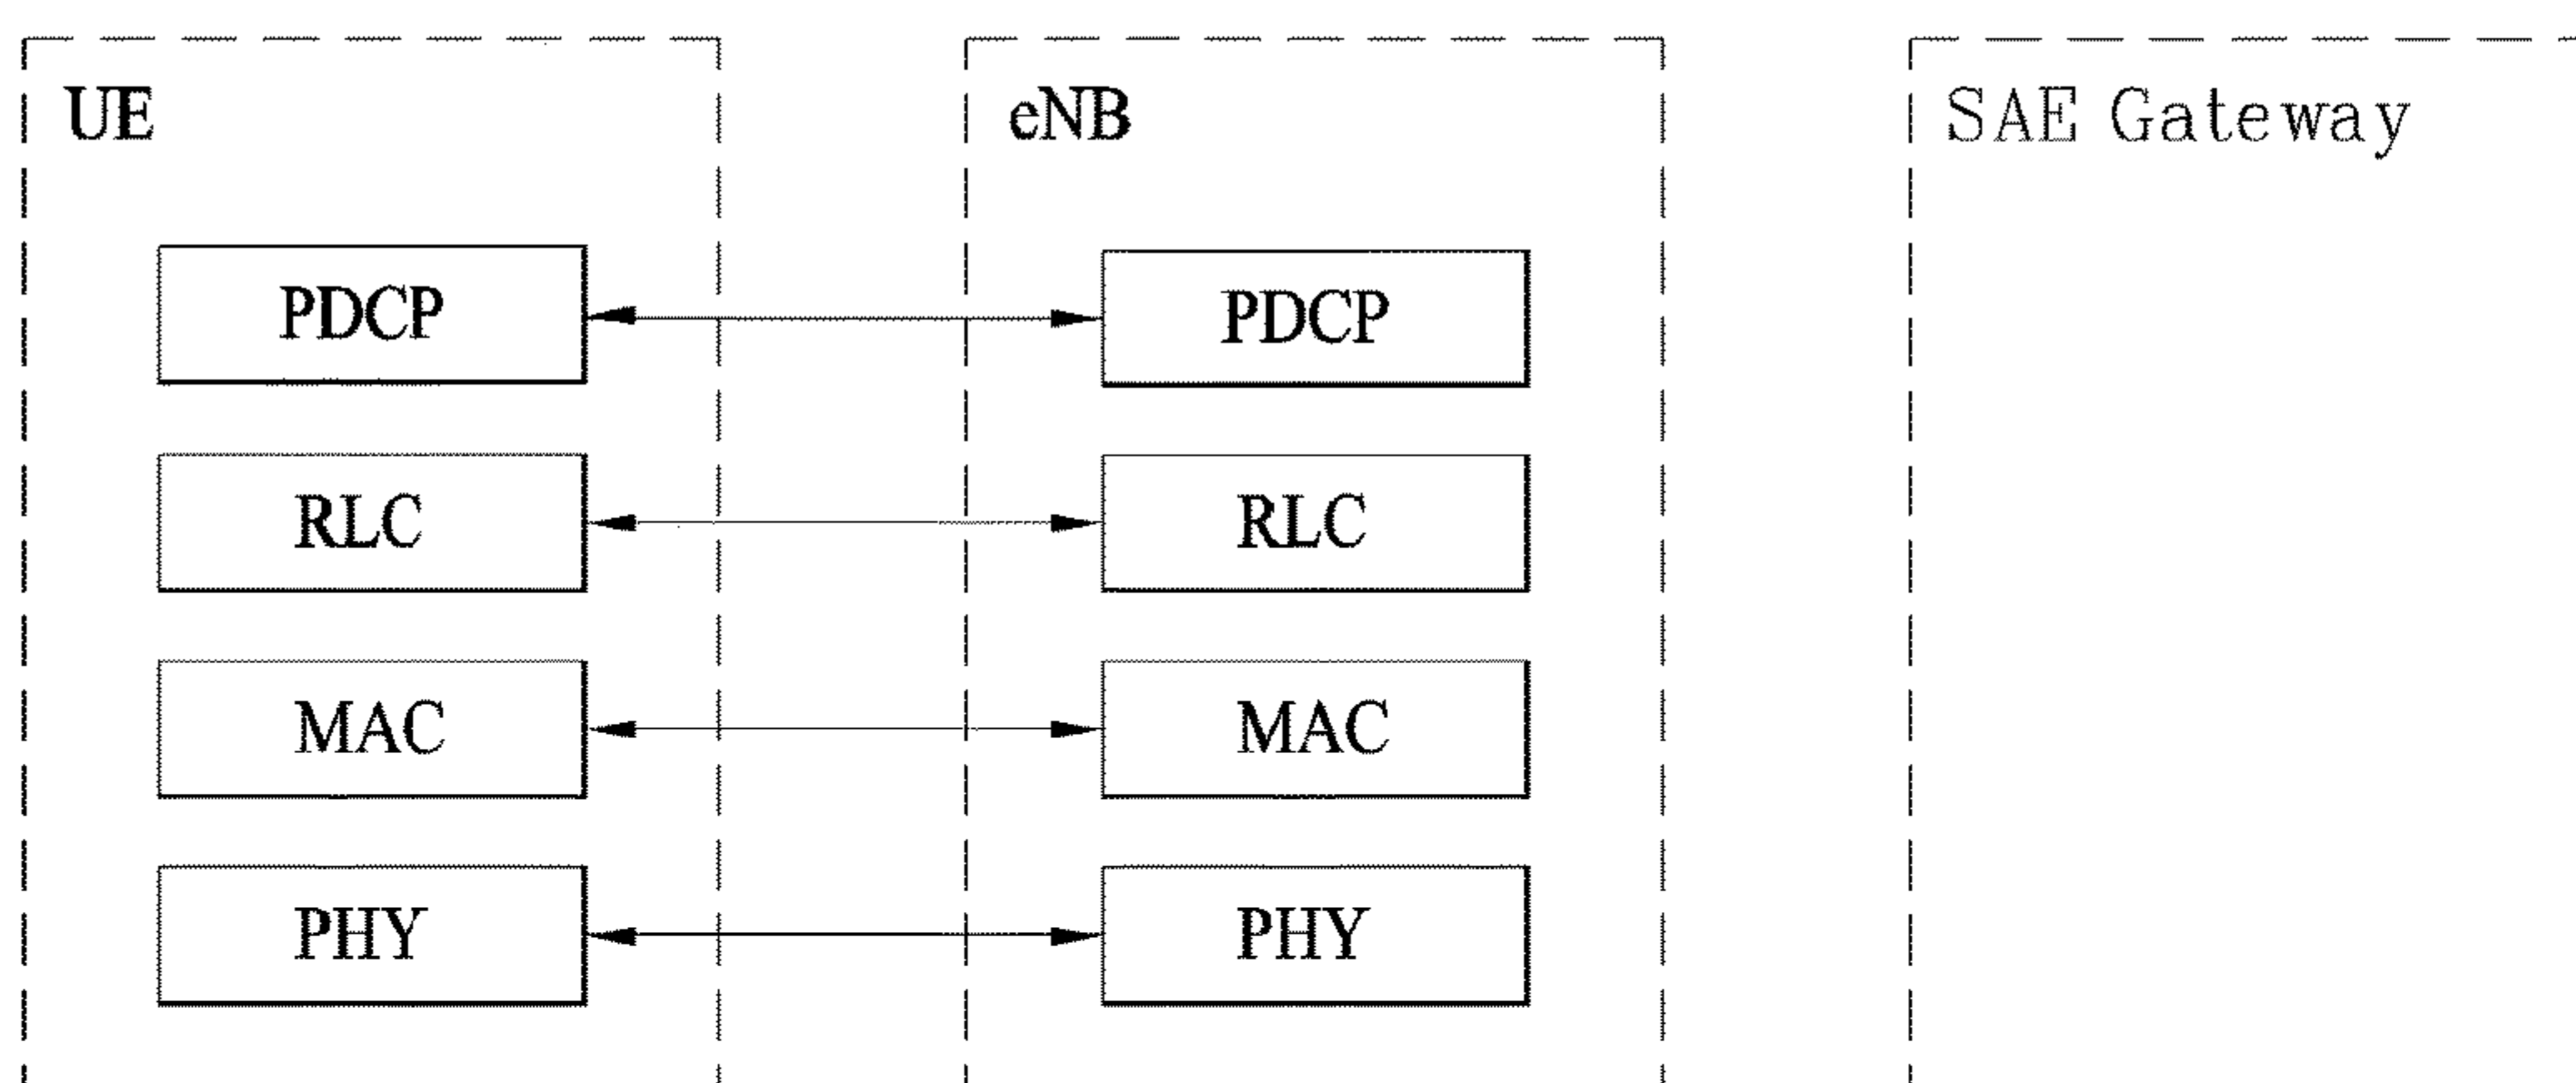 UE
eNB
SAE Gateway
PDCP
PDCP
RLC
RLC
MAC
MAC
PHY
PHY